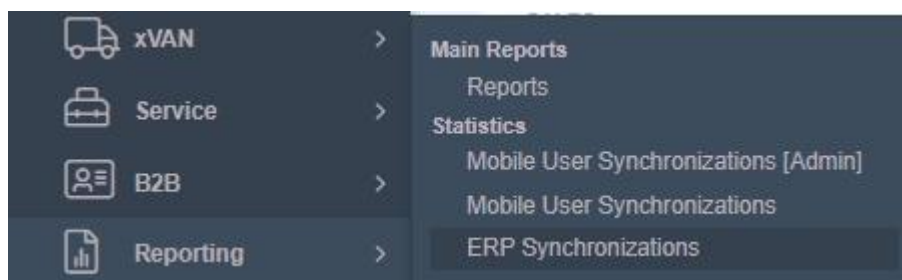 xVAN
Service
B2B
Reporting
Main Reports
Reports
Statistics
Mobile User Synchronizations [Admin]
Mobile User Synchronizations
ERP Synchronizations